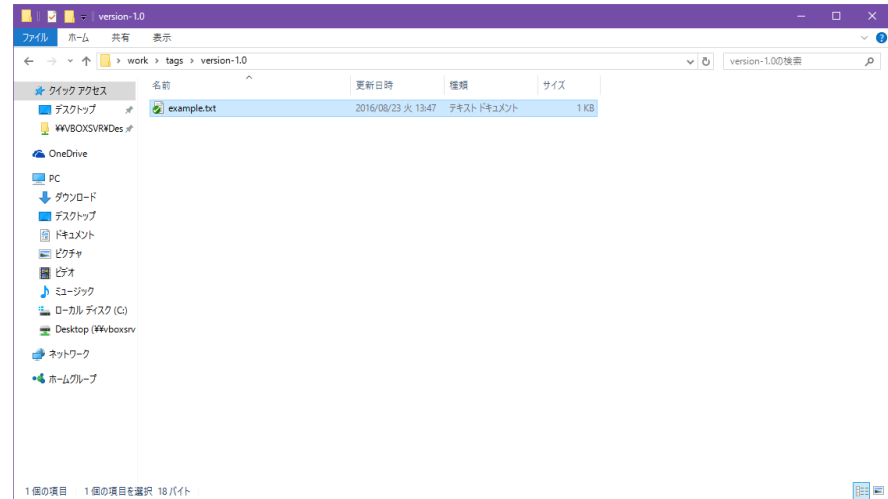 version-1.0
ファイル ホーム 共有 表示
work › tags › version-1.0
version-1.0の検索
名前 更新日時 種類 サイズ
example.txt 2016/08/23 火 13:47 テキスト ドキュメント 1 KB
クイック アクセス
デスクトップ
¥¥VBOXSVR¥Des
OneDrive
PC
ダウンロード
デスクトップ
ドキュメント
ピクチャ
ビデオ
ミュージック
ローカル ディスク (C:)
Desktop (¥¥vboxsrv
ネットワーク
ホームグループ
1 個の項目 1 個の項目を選択 18 バイト